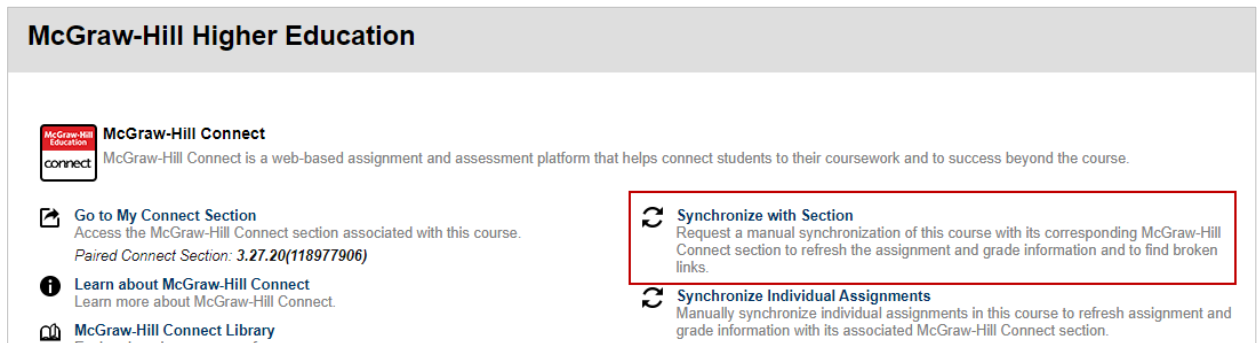 McGraw-Hill Higher Education
McGraw-Hill
Education
connect
McGraw-Hill Connect
McGraw-Hill Connect is a web-based assignment and assessment platform that helps connect students to their coursework and to success beyond the course.
Go to My Connect Section
Access the McGraw-Hill Connect section associated with this course.
Paired Connect Section: 3.27.20(118977906)
Learn about McGraw-Hill Connect
Learn more about McGraw-Hill Connect.
McGraw-Hill Connect Library
Synchronize with Section
Request a manual synchronization of this course with its corresponding McGraw-Hill
Connect section to refresh the assignment and grade information and to find broken
links.
Synchronize Individual Assignments
Manually synchronize individual assignments in this course to refresh assignment and
grade information with its associated McGraw-Hill Connect section.